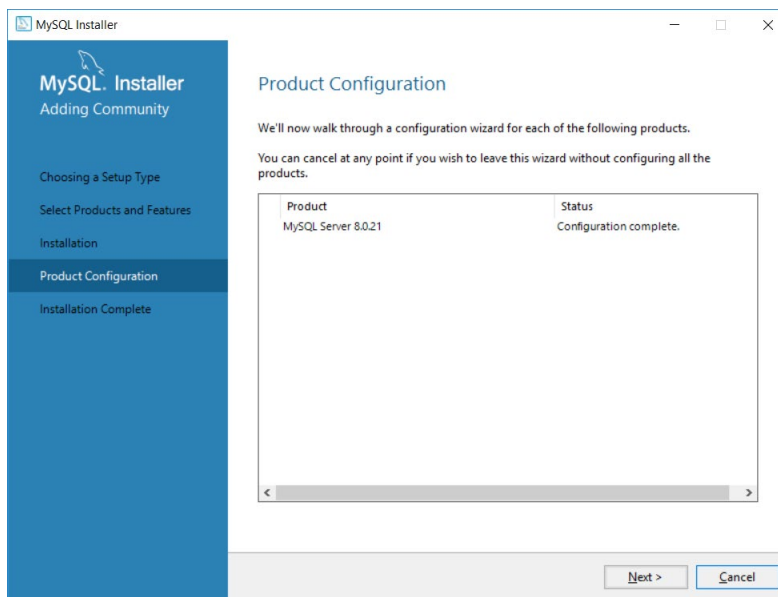 MySQL Installer
MySQL. Installer
Adding Community
Choosing a Setup Type
Select Products and Features
Installation
Product Configuration
Installation Complete
Product Configuration
We'll now walk through a configuration wizard for each of the following products.
You can cancel at any point if you wish to leave this wizard without configuring all the
products.
Product Status
MySQL Server 8.0.21 Configuration complete.
Next > Cancel